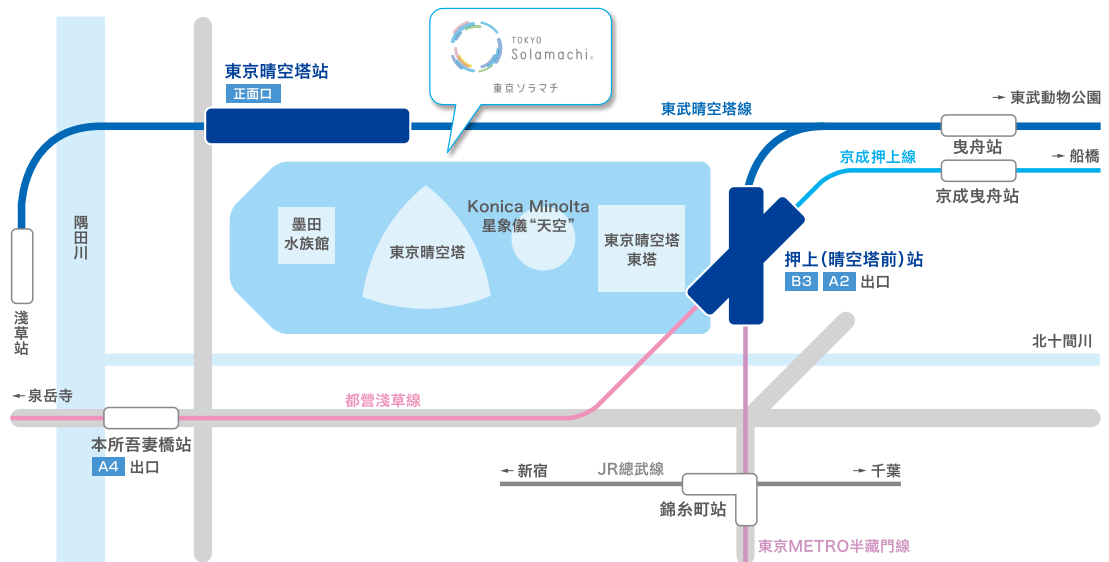 TOKYO
Solamachi®
東京ソラマチ
東京晴空塔站
正面口
東武晴空塔線
→ 東武動物公園
曳舟站
京成押上線
→ 船橋
京成曳舟站
隅田川
墨田
水族館
東京晴空塔
Konica Minolta
星象儀“天空”
東京晴空塔
東塔
押上(晴空塔前)站
B3 A2 出口
淺草站
北十間川
← 泉岳寺
都營淺草線
本所吾妻橋站
A4 出口
← 新宿
JR總武線
→ 千葉
錦糸町站
東京METRO半藏門線